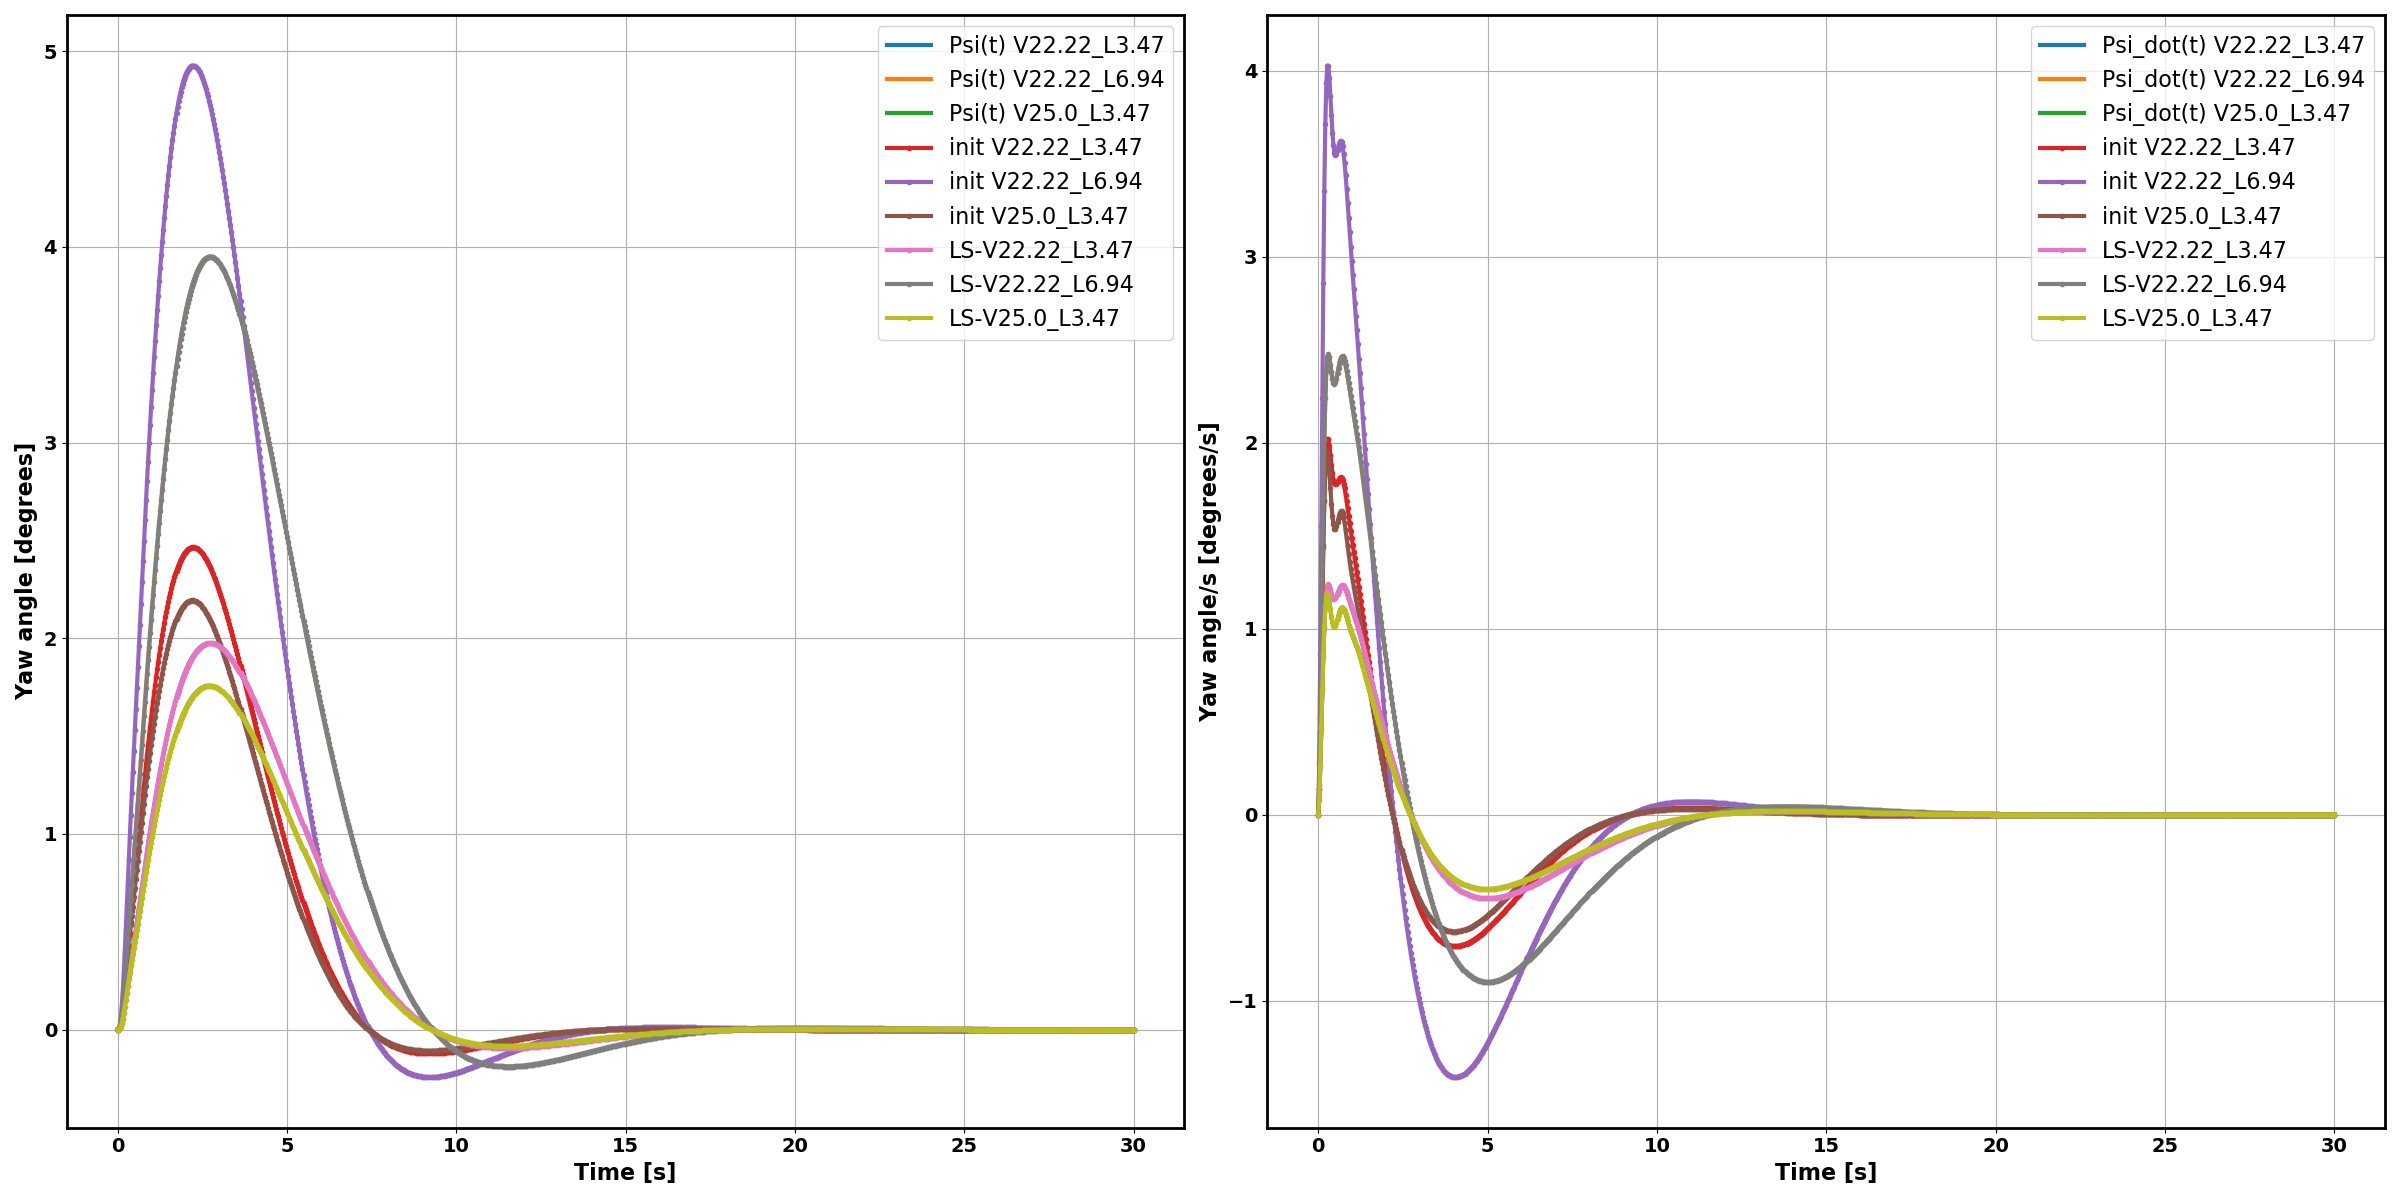 5
4
3
2
1
0
Yaw angle [degrees]
0 5 10 15 20 25 30
Time [s]
Psi(t) V22.22_L3.47
Psi(t) V22.22_L6.94
Psi(t) V25.0_L3.47
init V22.22_L3.47
init V22.22_L6.94
init V25.0_L3.47
LS-V22.22_L3.47
LS-V22.22_L6.94
LS-V25.0_L3.47
4
3
2
1
0
−1
Yaw angle/s [degrees/s]
0 5 10 15 20 25 30
Time [s]
Psi_dot(t) V22.22_L3.47
Psi_dot(t) V22.22_L6.94
Psi_dot(t) V25.0_L3.47
init V22.22_L3.47
init V22.22_L6.94
init V25.0_L3.47
LS-V22.22_L3.47
LS-V22.22_L6.94
LS-V25.0_L3.47